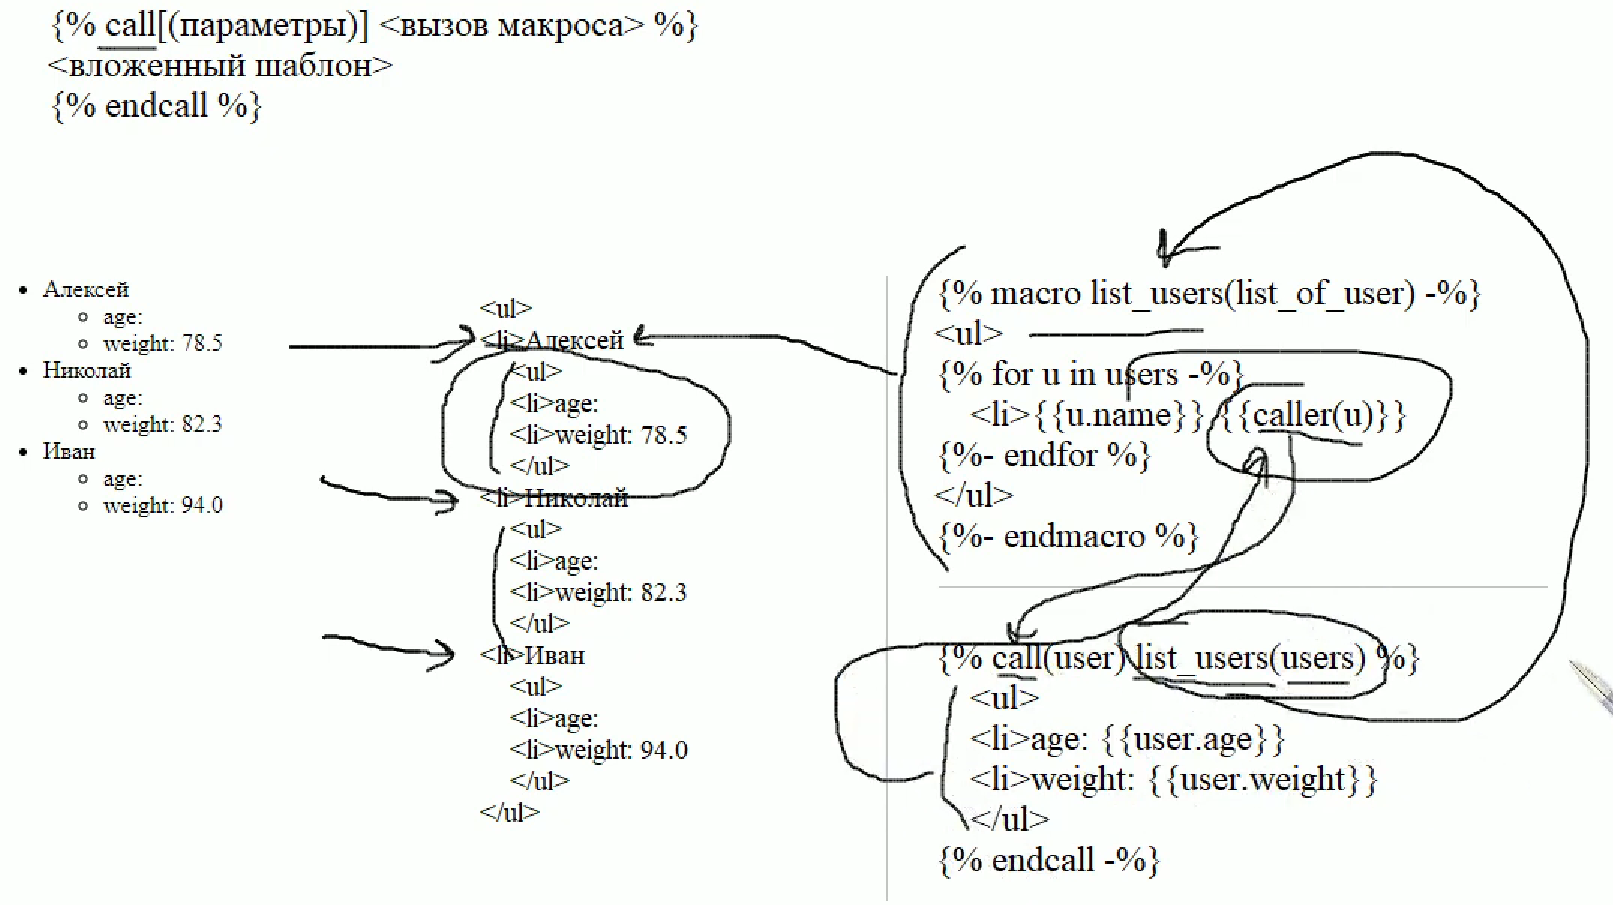 {% call[(параметры)] <вызов макроса> %}
<вложенный шаблон>
{% endcall %}
• Алексей
○ age:
○ weight: 78.5
• Николай
○ age:
○ weight: 82.3
• Иван
○ age:
○ weight: 94.0
<ul>
<li>Алексей
<ul>
<li>age:
<li>weight: 78.5
</ul>
<li>Николай
<ul>
<li>age:
<li>weight: 82.3
</ul>
<li>Иван
<ul>
<li>age:
<li>weight: 94.0
</ul>
</ul>
{% macro list_users(list_of_user) -%}
<ul>
{% for u in users -%}
<li>{{u.name}} {{caller(u)}}
{%- endfor %}
</ul>
{%- endmacro %}
{% call(user) list_users(users) %}
<ul>
<li>age: {{user.age}}
<li>weight: {{user.weight}}
</ul>
{% endcall -%}